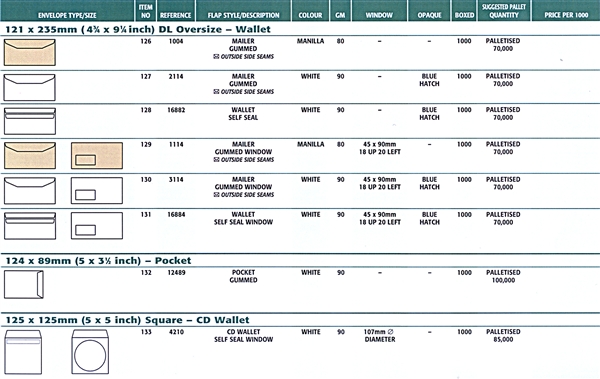 ENVELOPE TYPE/SIZE ITEM NO REFERENCE FLAP STYLE/DESCRIPTION COLOUR GM WINDOW OPAQUE BOXED SUGGESTED PALLET QUANTITY PRICE PER 1000
121 x 235mm (4¾ x 9¼ inch) DL Oversize – Wallet
126 1004 MAILER MANILLA 80 – – 1000 PALLETISED
GUMMED 70,000
✉ OUTSIDE SIDE SEAMS
127 2114 MAILER WHITE 90 – BLUE 1000 PALLETISED
GUMMED HATCH 70,000
✉ OUTSIDE SIDE SEAMS
128 16882 WALLET WHITE 90 – BLUE 1000 PALLETISED
SELF SEAL HATCH 70,000
129 1114 MAILER MANILLA 80 45 x 90mm – 1000 PALLETISED
GUMMED WINDOW 18 UP 20 LEFT 70,000
✉ OUTSIDE SIDE SEAMS
130 3114 MAILER WHITE 90 45 x 90mm BLUE 1000 PALLETISED
GUMMED WINDOW 18 UP 20 LEFT HATCH 70,000
✉ OUTSIDE SIDE SEAMS
131 16884 WALLET WHITE 90 45 x 90mm BLUE 1000 PALLETISED
SELF SEAL WINDOW 18 UP 20 LEFT HATCH 70,000
124 x 89mm (5 x 3½ inch) – Pocket
132 12489 POCKET WHITE 90 – – 1000 PALLETISED
GUMMED 100,000
125 x 125mm (5 x 5 inch) Square – CD Wallet
133 4210 CD WALLET WHITE 90 107mm ∅ – 1000 PALLETISED
SELF SEAL WINDOW DIAMETER 85,000